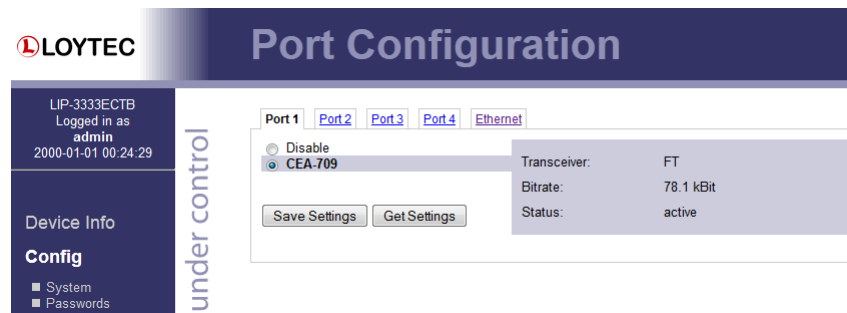 LOYTEC
Port Configuration
LIP-3333ECTB
Logged in as
admin
2000-01-01 00:24:29
Device Info
Config
System
Passwords
under control
Port 1 Port 2 Port 3 Port 4 Ethernet
Disable
CEA-709
Save Settings Get Settings
Transceiver: FT
Bitrate: 78.1 kBit
Status: active